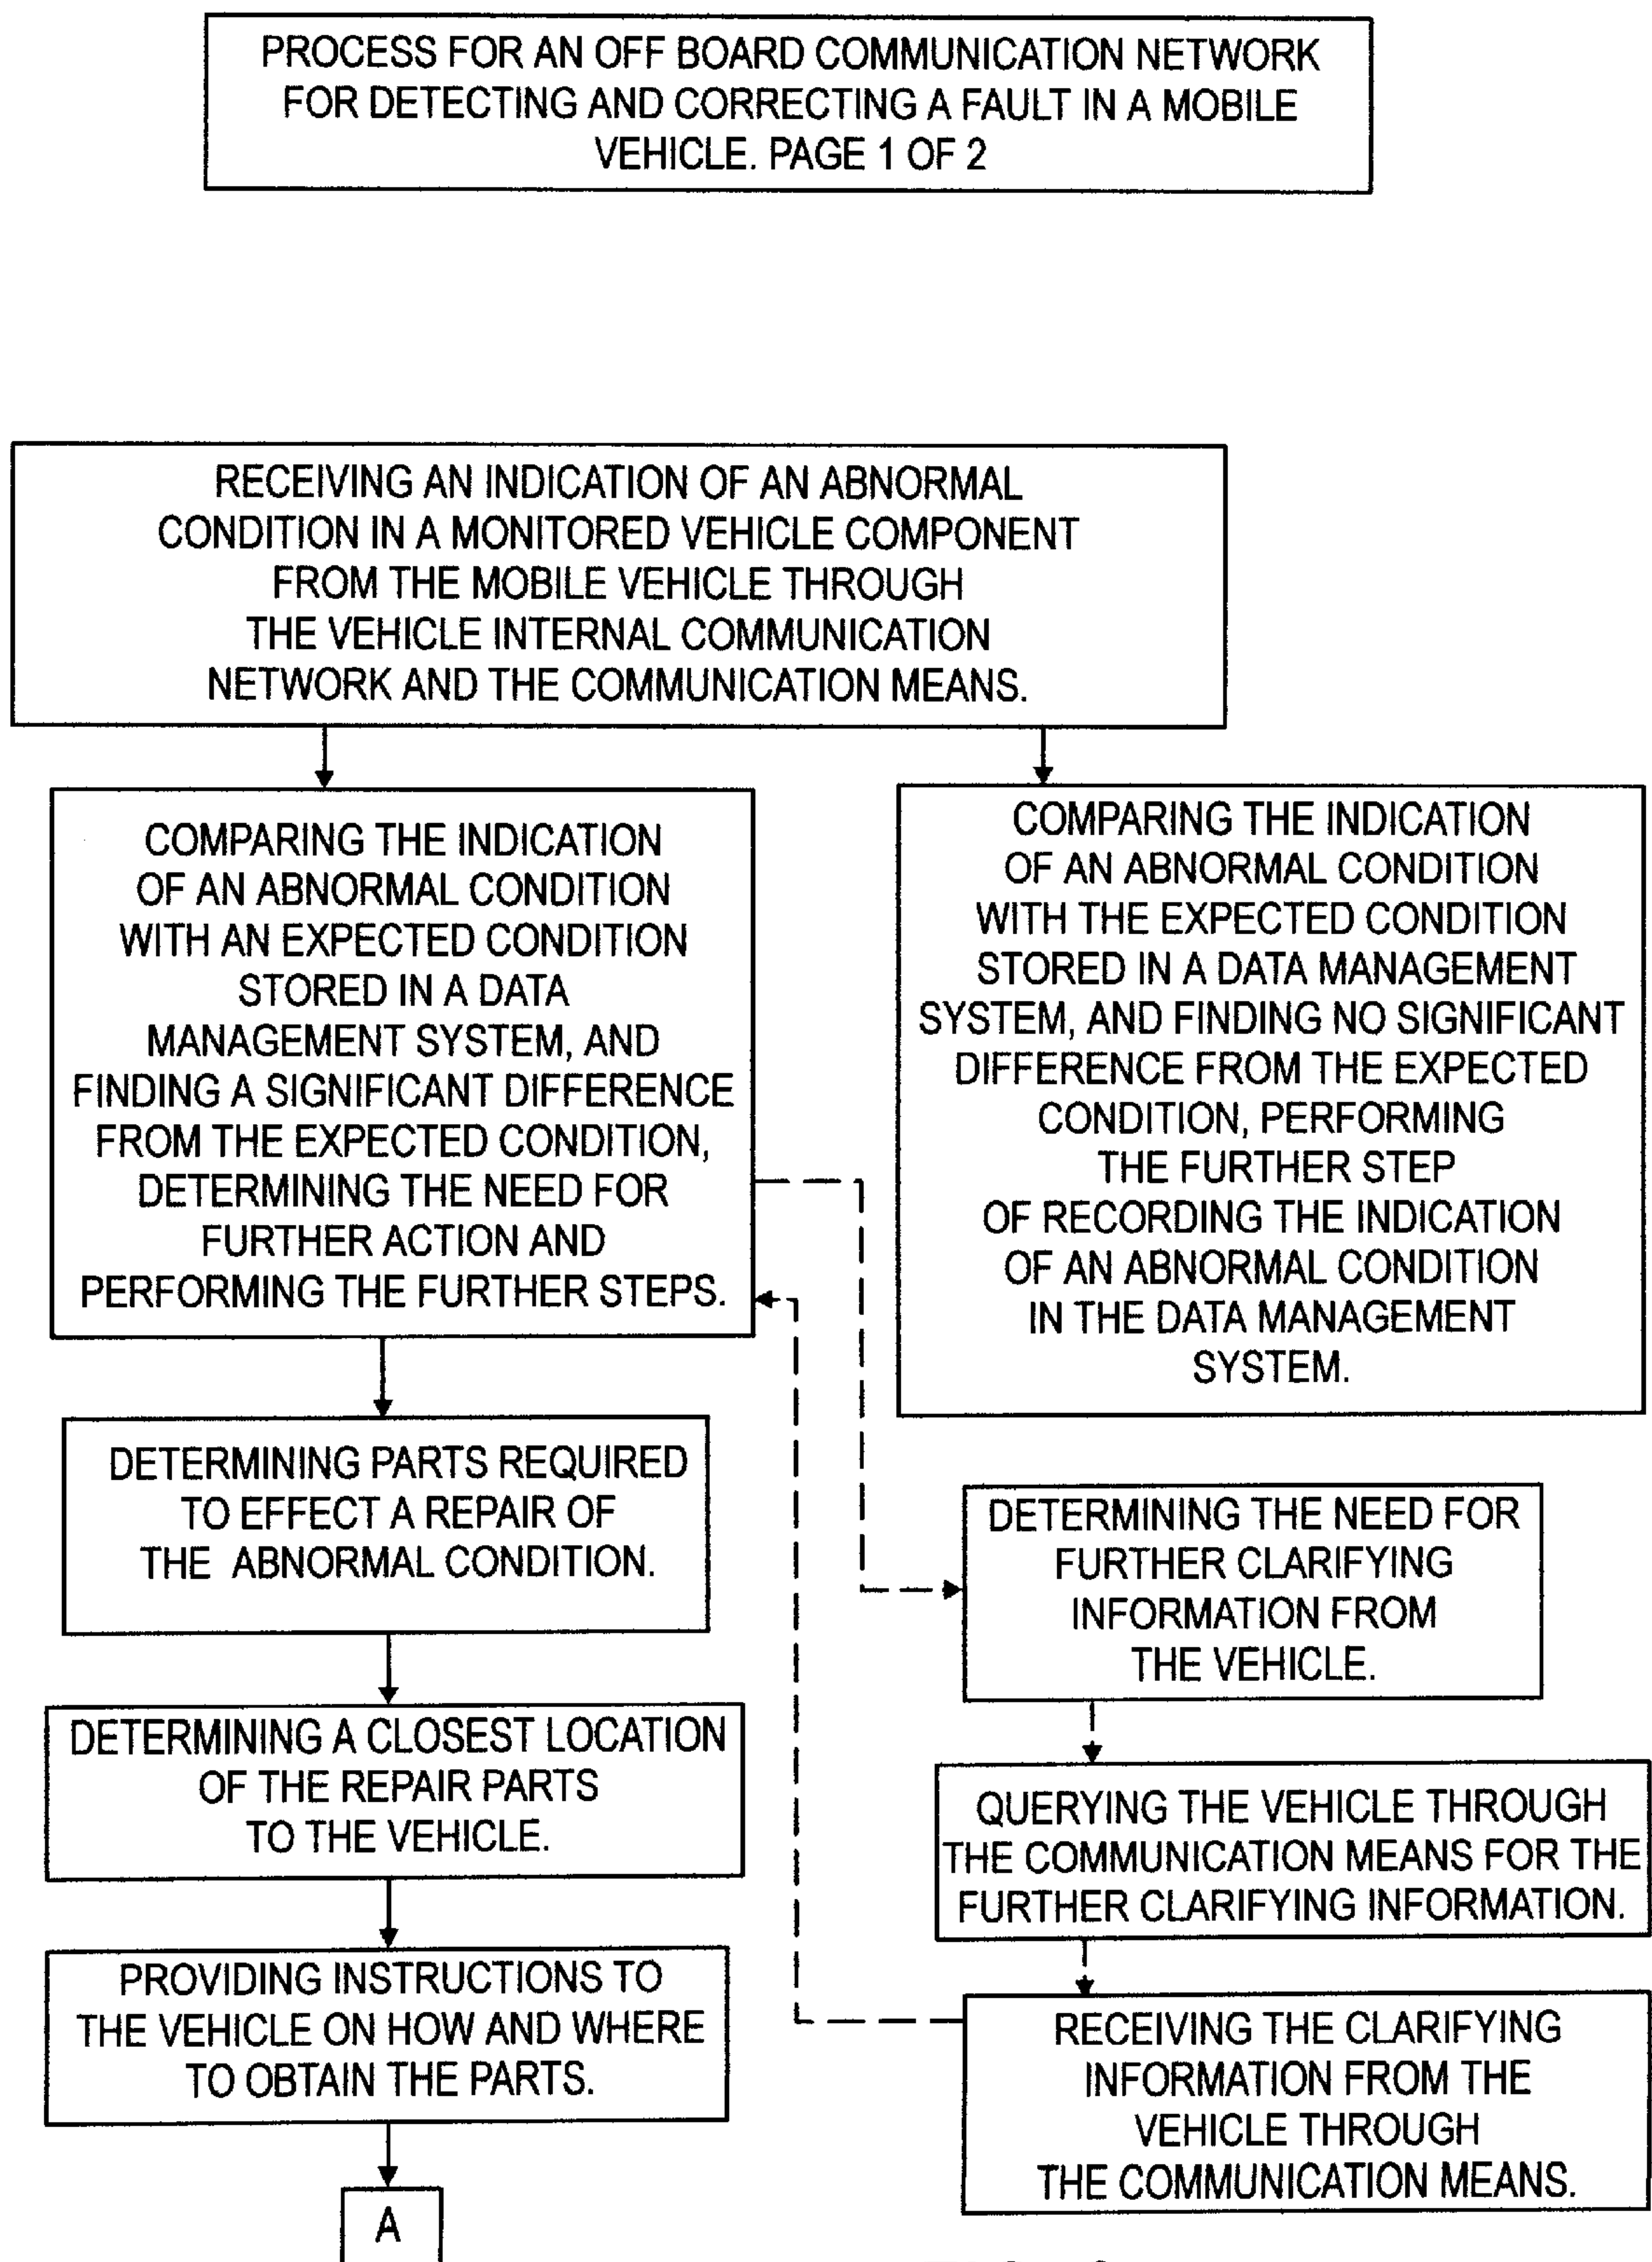 PROCESS FOR AN OFF BOARD COMMUNICATION NETWORK
FOR DETECTING AND CORRECTING A FAULT IN A MOBILE
VEHICLE. PAGE 1 OF 2
RECEIVING AN INDICATION OF AN ABNORMAL
CONDITION IN A MONITORED VEHICLE COMPONENT
FROM THE MOBILE VEHICLE THROUGH
THE VEHICLE INTERNAL COMMUNICATION
NETWORK AND THE COMMUNICATION MEANS.
COMPARING THE INDICATION
OF AN ABNORMAL CONDITION
WITH AN EXPECTED CONDITION
STORED IN A DATA
MANAGEMENT SYSTEM, AND
FINDING A SIGNIFICANT DIFFERENCE
FROM THE EXPECTED CONDITION,
DETERMINING THE NEED FOR
FURTHER ACTION AND
PERFORMING THE FURTHER STEPS.
COMPARING THE INDICATION
OF AN ABNORMAL CONDITION
WITH THE EXPECTED CONDITION
STORED IN A DATA MANAGEMENT
SYSTEM, AND FINDING NO SIGNIFICANT
DIFFERENCE FROM THE EXPECTED
CONDITION, PERFORMING
THE FURTHER STEP
OF RECORDING THE INDICATION
OF AN ABNORMAL CONDITION
IN THE DATA MANAGEMENT
SYSTEM.
DETERMINING PARTS REQUIRED
TO EFFECT A REPAIR OF
THE ABNORMAL CONDITION.
DETERMINING A CLOSEST LOCATION
OF THE REPAIR PARTS
TO THE VEHICLE.
PROVIDING INSTRUCTIONS TO
THE VEHICLE ON HOW AND WHERE
TO OBTAIN THE PARTS.
A
DETERMINING THE NEED FOR
FURTHER CLARIFYING
INFORMATION FROM
THE VEHICLE.
QUERYING THE VEHICLE THROUGH
THE COMMUNICATION MEANS FOR THE
FURTHER CLARIFYING INFORMATION.
RECEIVING THE CLARIFYING
INFORMATION FROM THE
VEHICLE THROUGH
THE COMMUNICATION MEANS.